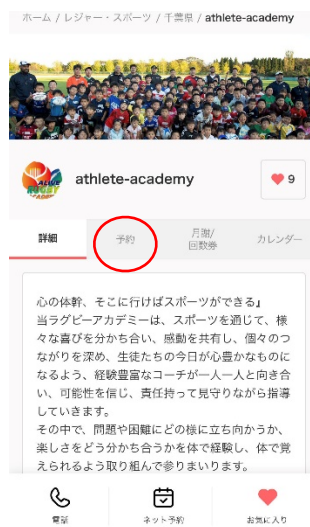 ホーム / レジャー・スポーツ / 千葉県 / athlete-academy
ALIVE
RUGBY
ACADEMY
athlete-academy
9
詳細
予約
月謝/
回数券
カレンダー
心の体幹、そこに行けばスポーツができる』
当ラグビーアカデミーは、スポーツを通じて、様
々な喜びを分かち合い、感動を共有し、個々のつ
ながりを深め、生徒たちの今日が心豊かなものに
なるよう、経験豊富なコーチが一人一人と向き合
い、可能性を信じ、責任持って見守りながら指導
していきます。
その中で、問題や困難にどの様に立ち向かうか、
楽しさをどう分かち合うかを体で経験し、体で覚
えられるよう取り組んで参りまいります。
電話
ネット予約
お気に入り